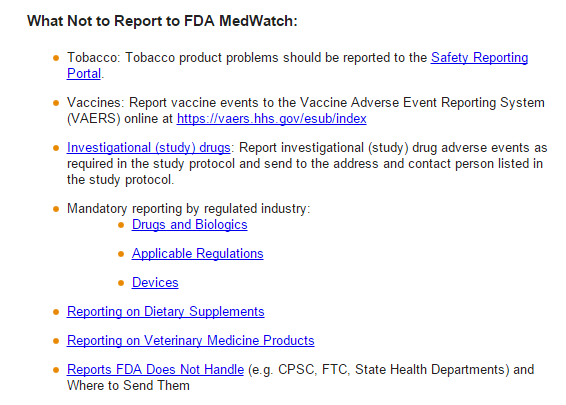 What Not to Report to FDA MedWatch:
Tobacco: Tobacco product problems should be reported to the Safety Reporting
Portal.
Vaccines: Report vaccine events to the Vaccine Adverse Event Reporting System
(VAERS) online at https://vaers.hhs.gov/esub/index
Investigational (study) drugs: Report investigational (study) drug adverse events as
required in the study protocol and send to the address and contact person listed in
the study protocol.
Mandatory reporting by regulated industry:
Drugs and Biologics
Applicable Regulations
Devices
Reporting on Dietary Supplements
Reporting on Veterinary Medicine Products
Reports FDA Does Not Handle (e.g. CPSC, FTC, State Health Departments) and
Where to Send Them